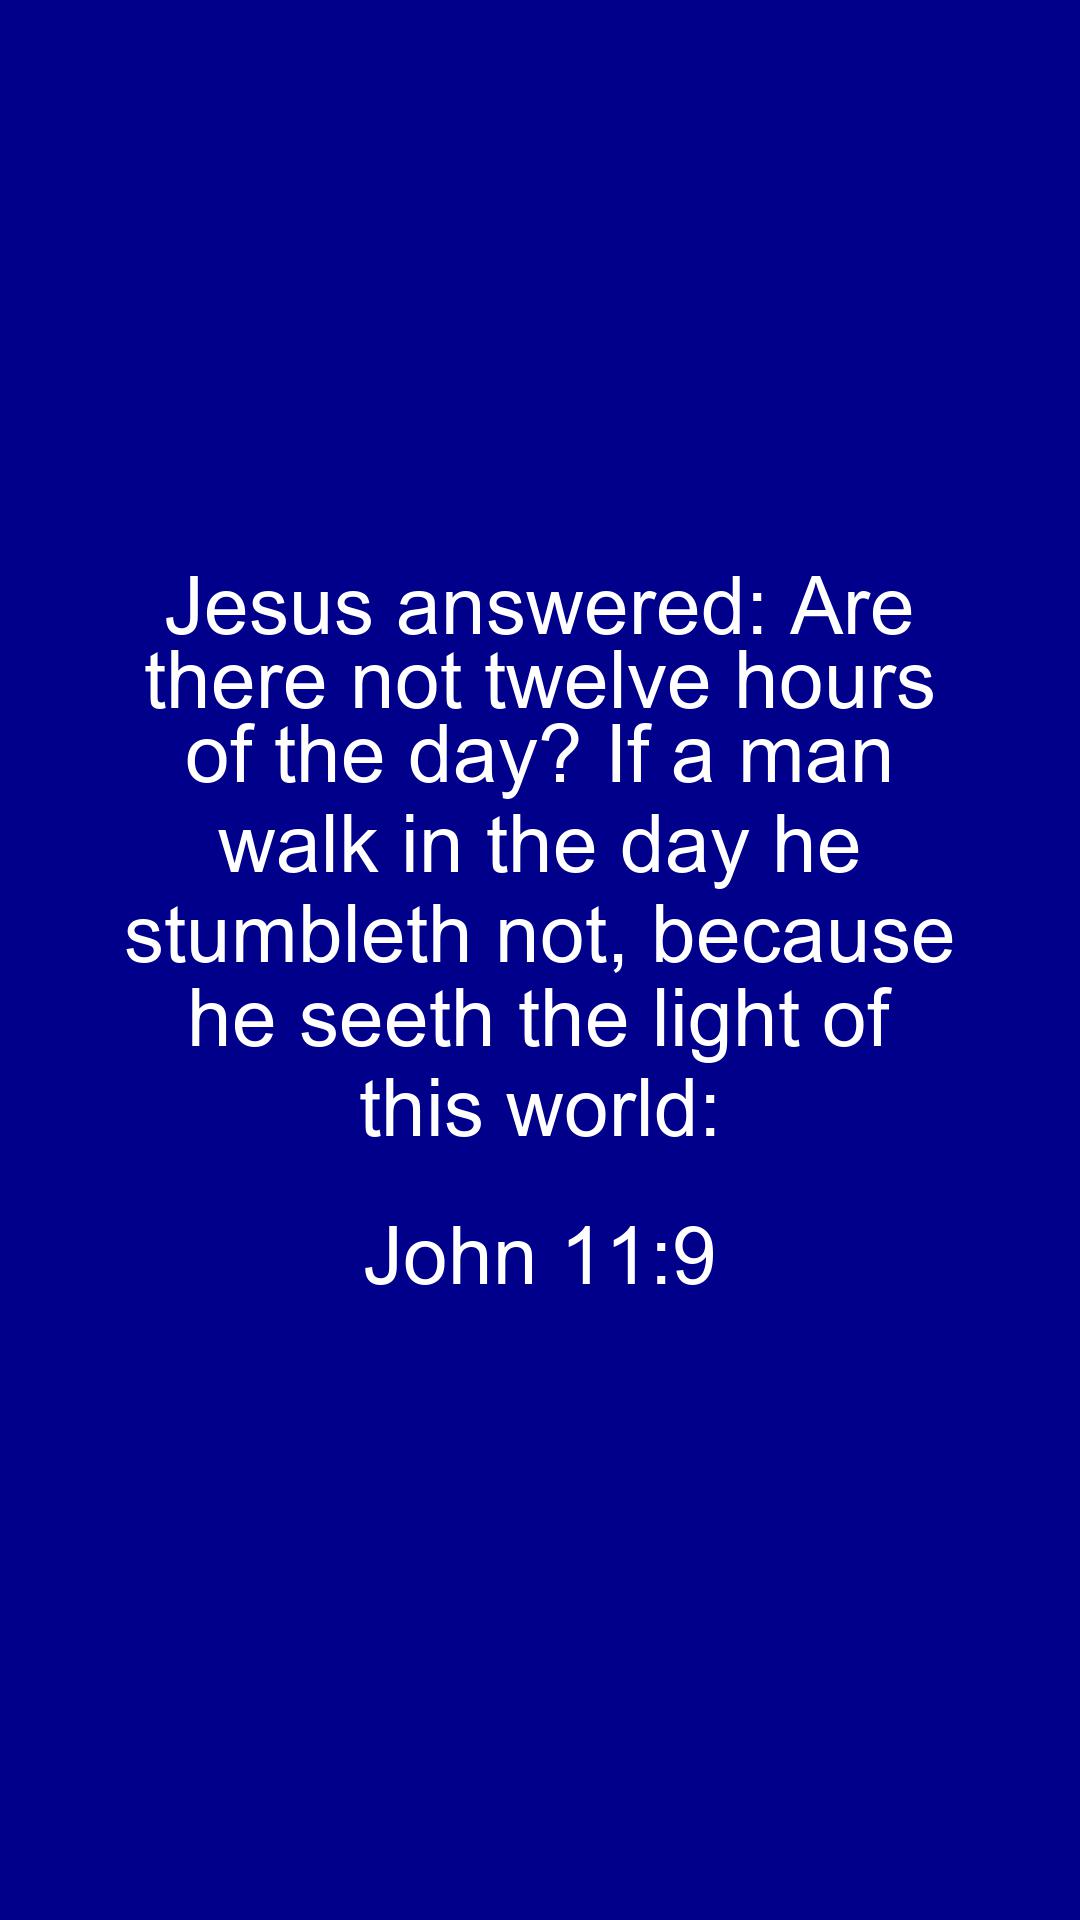 Jesus answered: Are
there not twelve hours
of the day? If a man
walk in the day he
stumbleth not, because
he seeth the light of
this world:
John 11:9